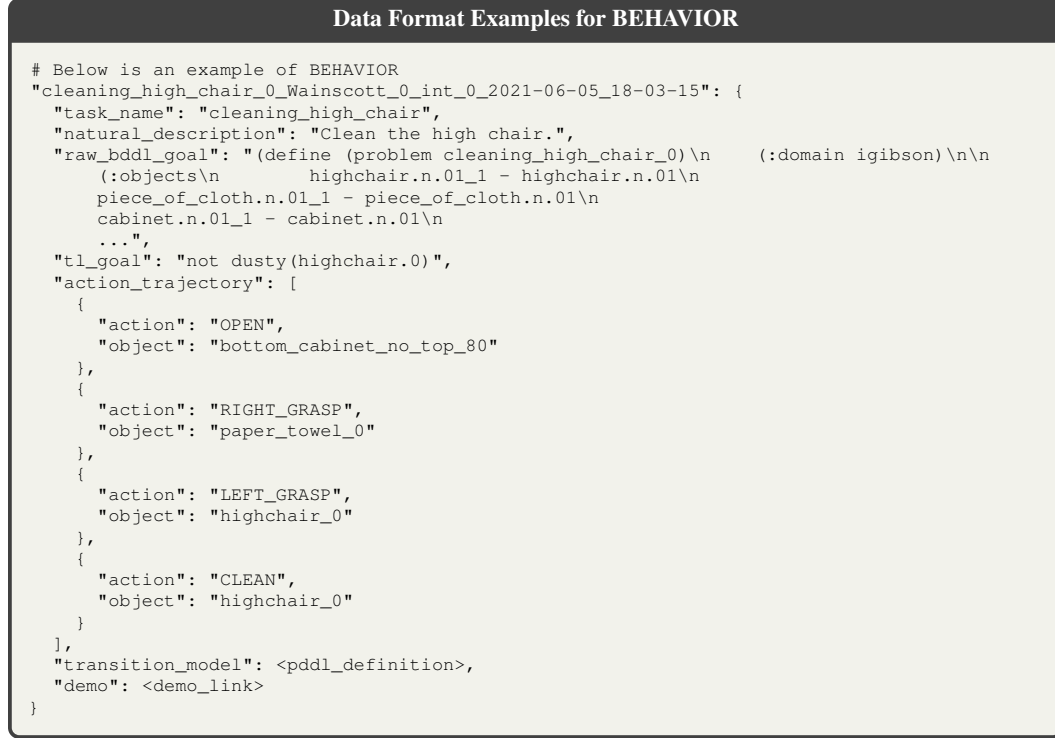 Data Format Examples for BEHAVIOR
# Below is an example of BEHAVIOR
"cleaning_high_chair_0_Wainscott_0_int_0_2021-06-05_18-03-15": {
  "task_name": "cleaning_high_chair",
  "natural_description": "Clean the high chair.",
  "raw_bddl_goal": "(define (problem cleaning_high_chair_0)\n    (:domain igibson)\n\n
      (:objects\n        highchair.n.01_1 - highchair.n.01\n
      piece_of_cloth.n.01_1 - piece_of_cloth.n.01\n
      cabinet.n.01_1 - cabinet.n.01\n
      ...",
  "tl_goal": "not dusty(highchair.0)",
  "action_trajectory": [
    {
      "action": "OPEN",
      "object": "bottom_cabinet_no_top_80"
    },
    {
      "action": "RIGHT_GRASP",
      "object": "paper_towel_0"
    },
    {
      "action": "LEFT_GRASP",
      "object": "highchair_0"
    },
    {
      "action": "CLEAN",
      "object": "highchair_0"
    }
  ],
  "transition_model": <pddl_definition>,
  "demo": <demo_link>
}